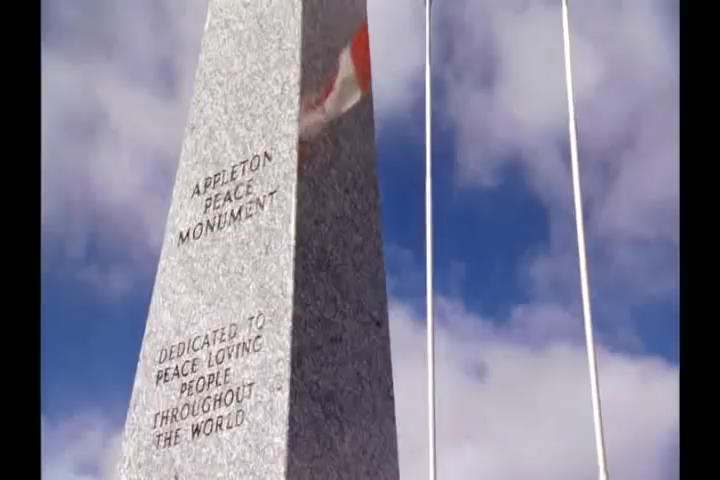 APPLETON
PEACE
MONUMENT
DEDICATED TO
PEACE LOVING
PEOPLE
THROUGHOUT
THE WORLD